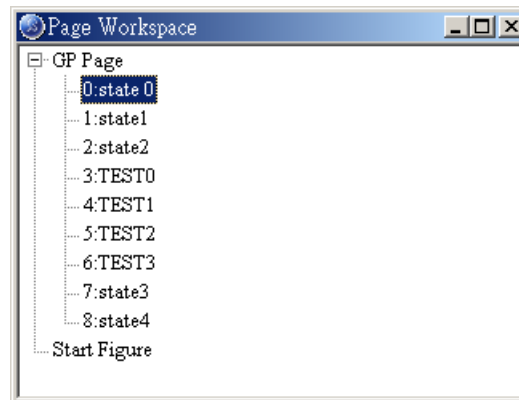 Page Workspace
GP Page
0:state 0
1:state1
2:state2
3:TEST0
4:TEST1
5:TEST2
6:TEST3
7:state3
8:state4
Start Figure